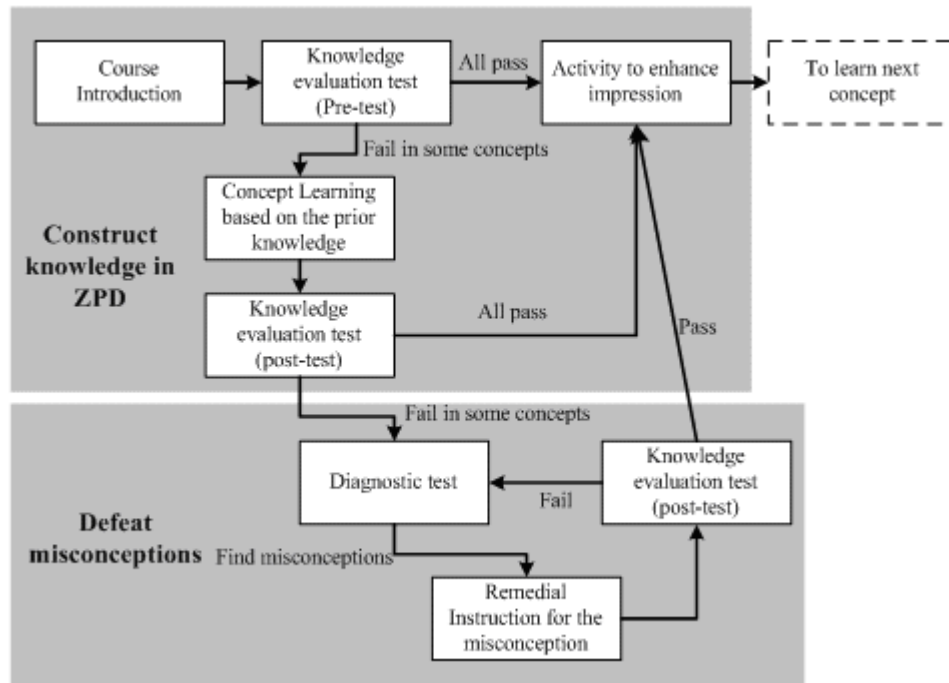 Course
Introduction
Knowledge
evaluation test
(Pre-test)
All pass
Activity to enhance
impression
To learn next
concept
Fail in some concepts
Concept Learning
based on the prior
knowledge
Construct
knowledge in
ZPD
Knowledge
evaluation test
(post-test)
All pass
Pass
Fail in some concepts
Diagnostic test
Fail
Knowledge
evaluation test
(post-test)
Defeat
misconceptions
Find misconceptions
Remedial
Instruction for the
misconception